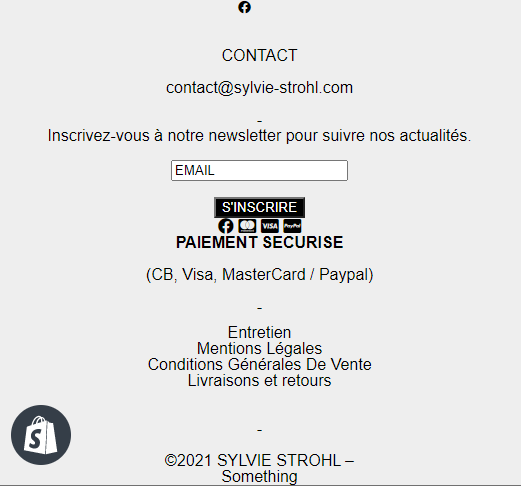 CONTACT
contact@sylvie-strohl.com
-
Inscrivez-vous à notre newsletter pour suivre nos actualités.
EMAIL
S'INSCRIRE
VISA PayPal
PAIEMENT SECURISE
(CB, Visa, MasterCard / Paypal)
-
Entretien
Mentions Légales
Conditions Générales De Vente
Livraisons et retours
-
©2021 SYLVIE STROHL –
Something